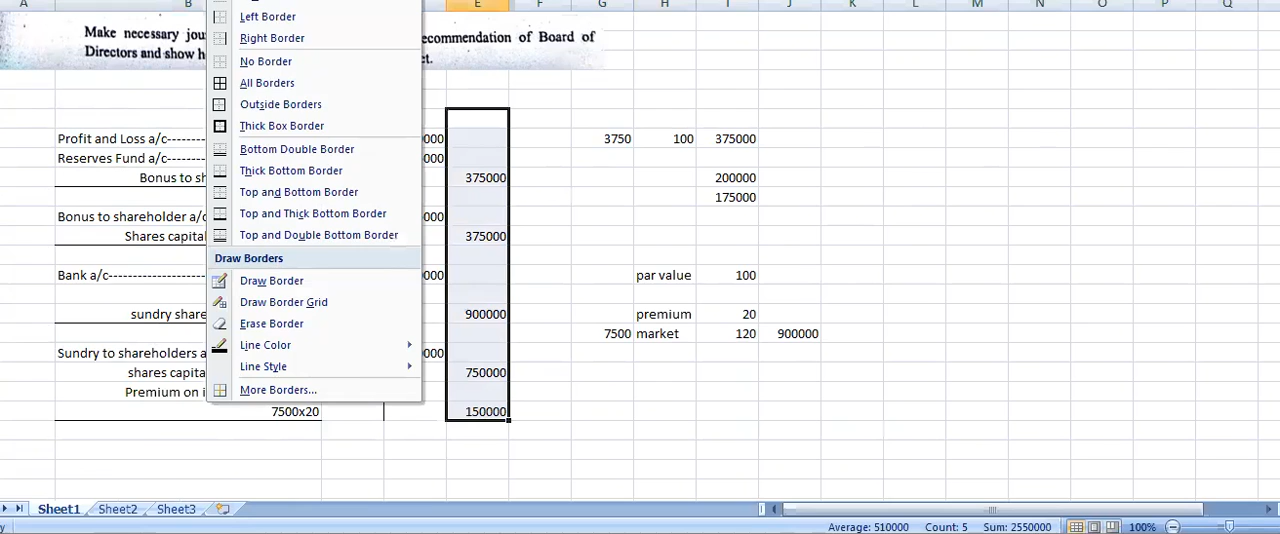 A B E F G H I J K L M N O P Q
Left Border
Make necessary jou
ecommendation of Board of
Right Border
Directors and show h
et.
No Border
All Borders
Outside Borders
Thick Box Border
Profit and Loss a/c-------- 0000 3750 100 375000
Bottom Double Border
Reserves Fund a/c-------- 5000
Thick Bottom Border
Bonus to sh 375000 200000
Top and Bottom Border
175000
Top and Thick Bottom Border
Bonus to shareholder a/c
Top and Double Bottom Border
Shares capita 375000
Draw Borders
Bank a/c-------- par value 100
Draw Border
Draw Border Grid
sundry share 900000 premium 20
Erase Border
7500 market 120 900000
Line Color
Sundry to shareholders a
Line Style
shares capita 750000
Premium on i
More Borders...
7500x20 150000
Sheet1 Sheet2 Sheet3
y Average: 510000 Count: 5 Sum: 2550000 100%